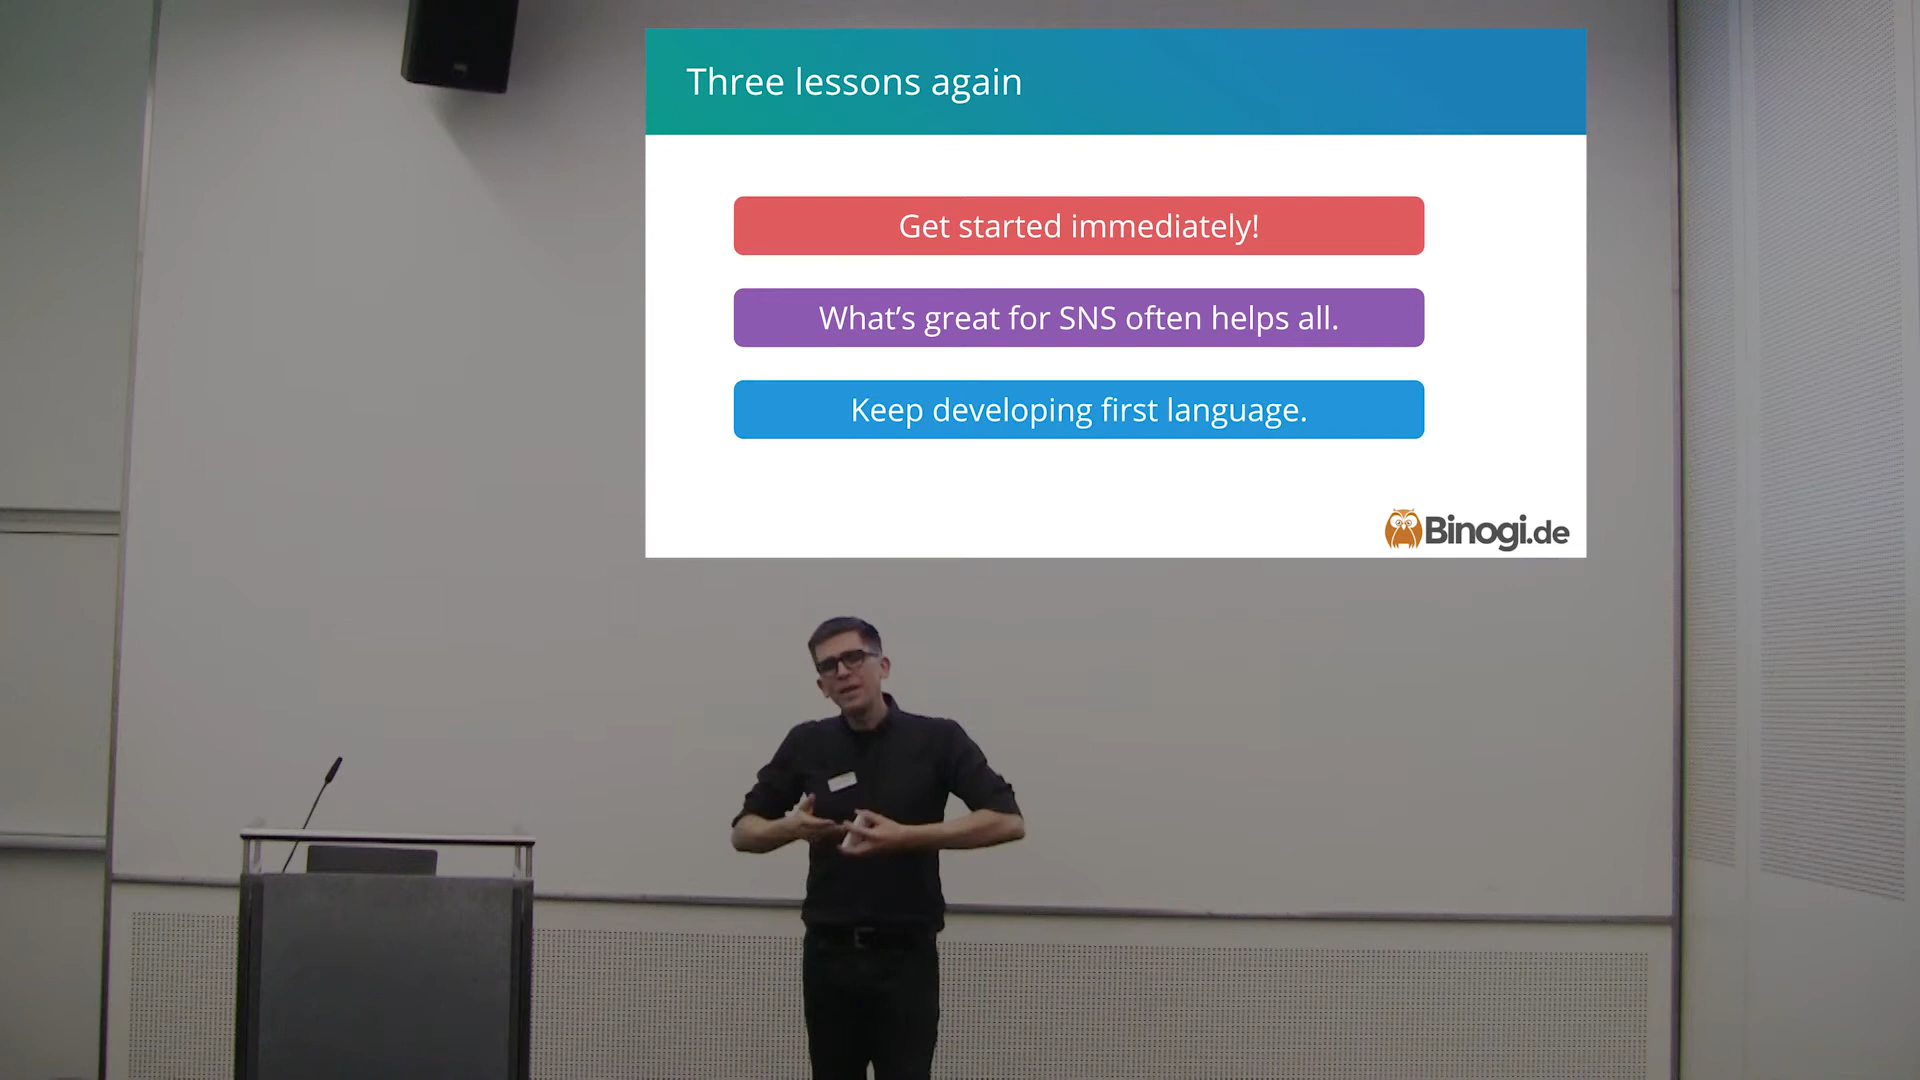 Three lessons again
Get started immediately!
What's great for SNS often helps all.
Keep developing first language.
Binogi.de